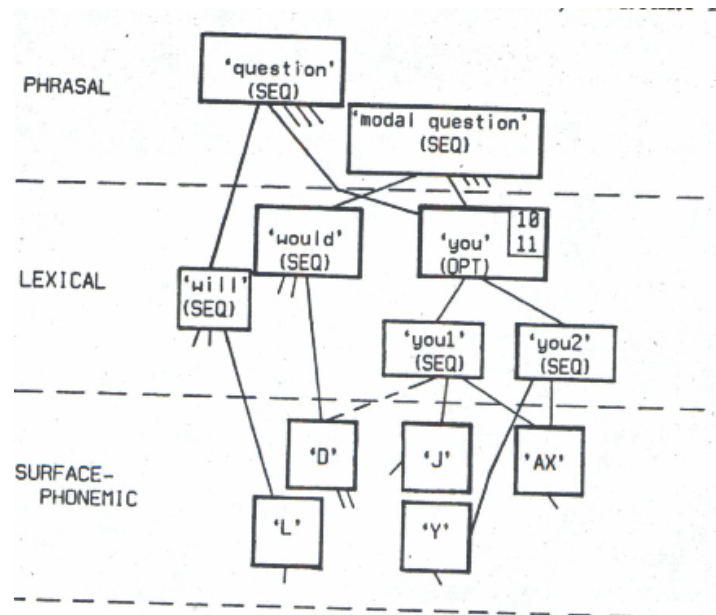 PHRASAL
'question'
(SEQ)
'modal question'
(SEQ)
LEXICAL
'would'
(SEQ)
'you'
(OPT)
10
11
'will'
(SEQ)
'you1'
(SEQ)
'you2'
(SEQ)
SURFACE-
PHONEMIC
'D'
'J'
'AX'
'L'
'Y'